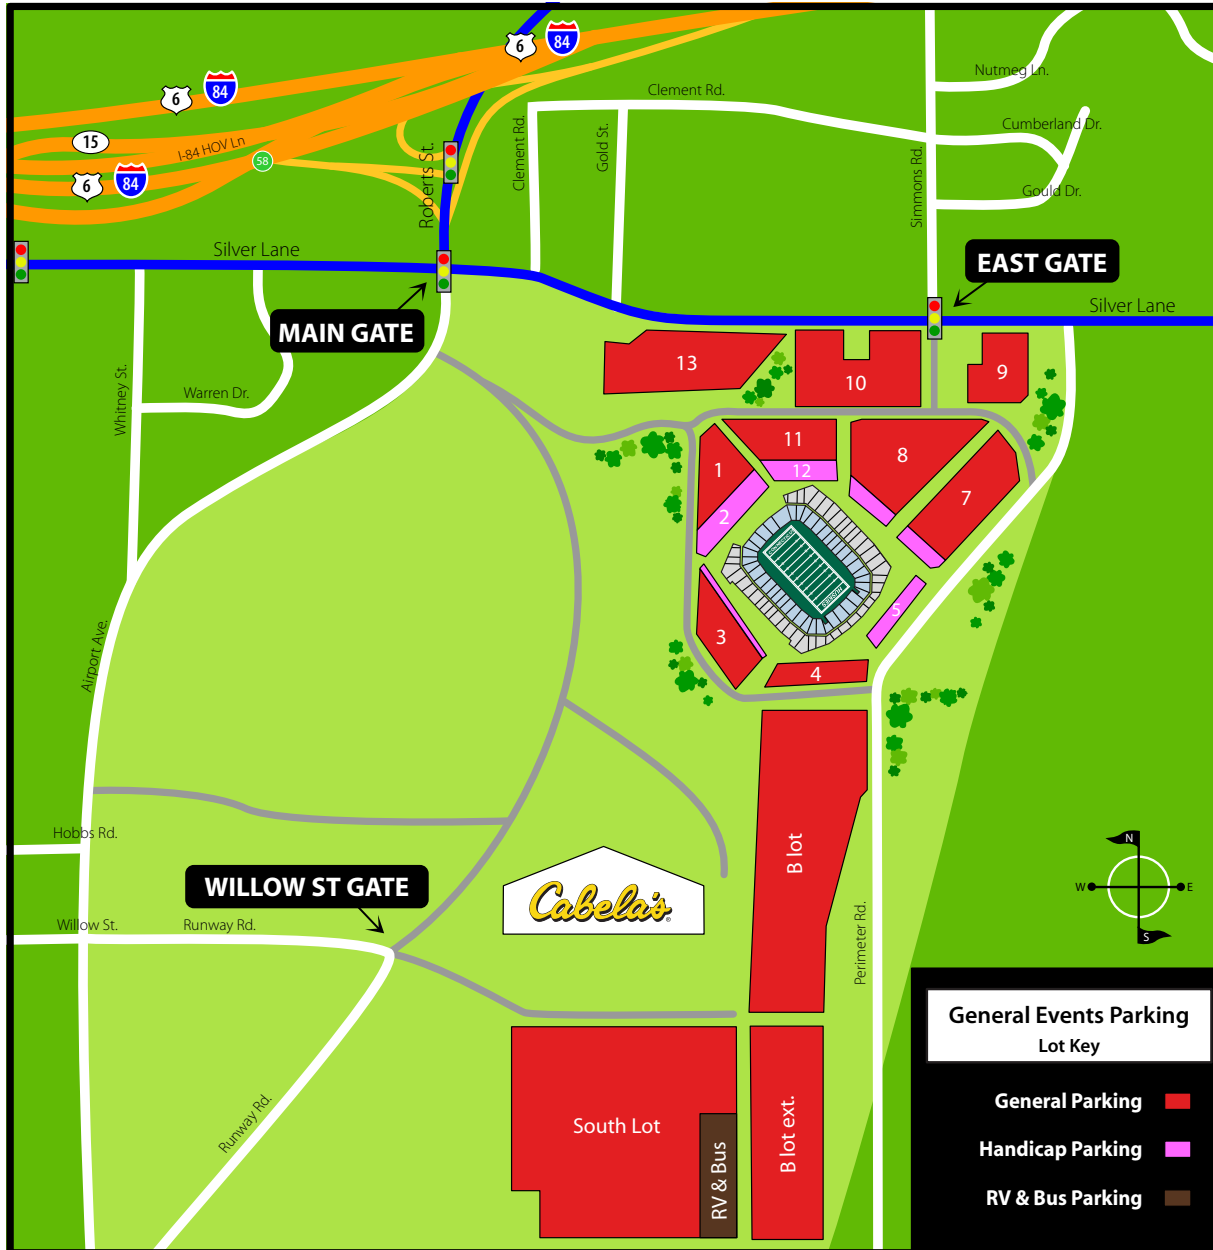 6
84
6
84
15
I-84 HOV Ln
58
6
84
Roberts St.
Clement Rd.
Clement Rd.
Gold St.
Simmons Rd.
Nutmeg Ln.
Cumberland Dr.
Gould Dr.
Silver Lane
MAIN GATE
EAST GATE
Silver Lane
Whitney St.
Warren Dr.
13
10
9
11
12
8
1
2
7
3
5
4
Airport Ave.
Hobbs Rd.
WILLOW ST GATE
Willow St.
Runway Rd.
Runway Rd.
Cabela's
B lot
Perimeter Rd.
N
W
E
S
South Lot
RV & Bus
B lot ext.
General Events Parking
Lot Key
General Parking
Handicap Parking
RV & Bus Parking